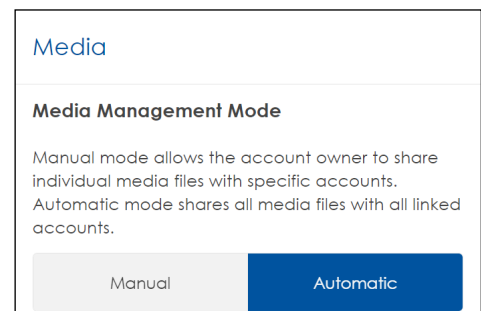 Media
Media Management Mode
Manual mode allows the account owner to share
individual media files with specific accounts.
Automatic mode shares all media files with all linked
accounts.
Manual
Automatic